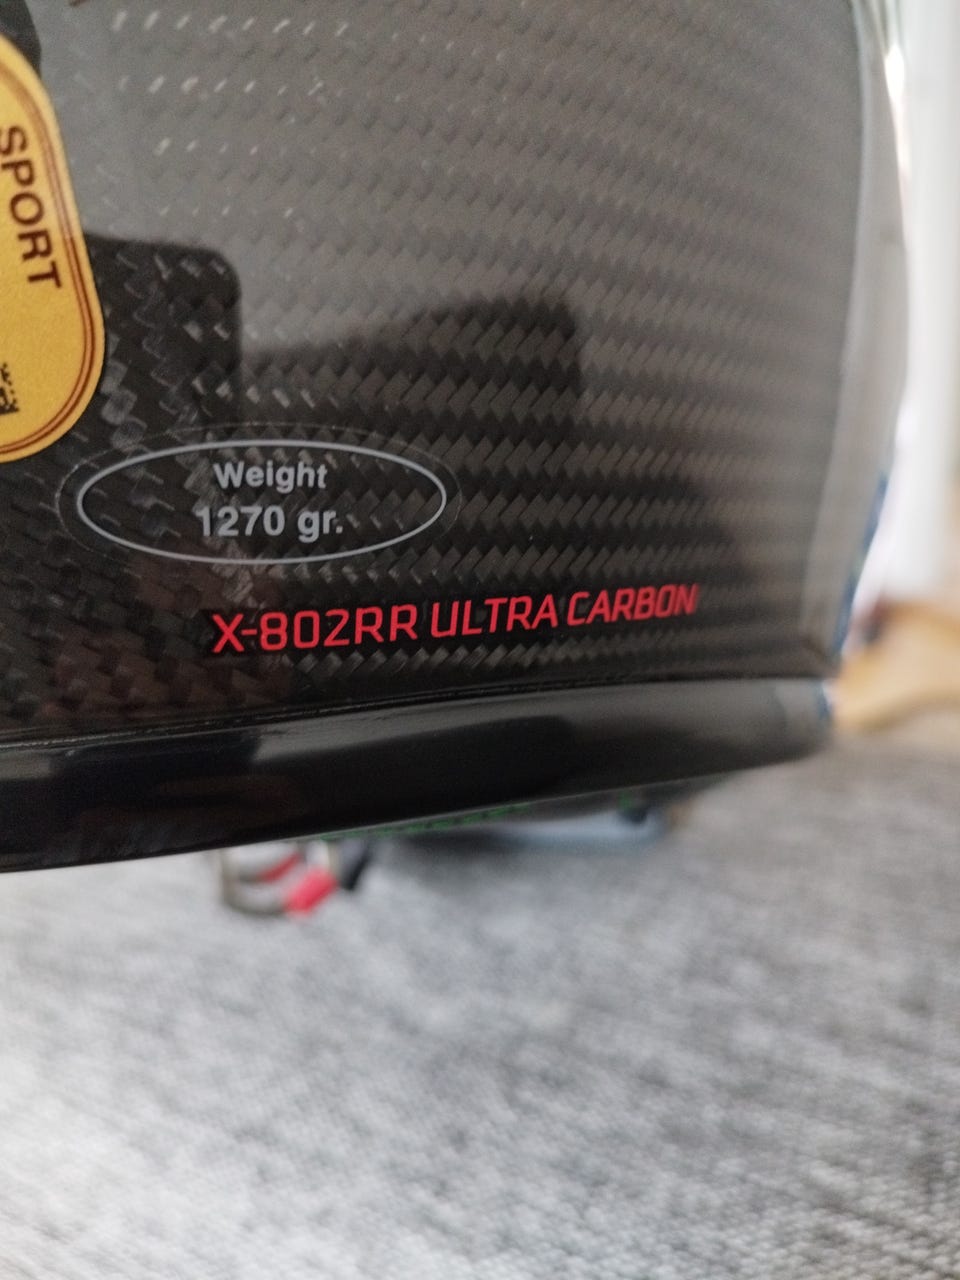 SPORT
Weight
1270 gr.
X-802RR ULTRA CARBON